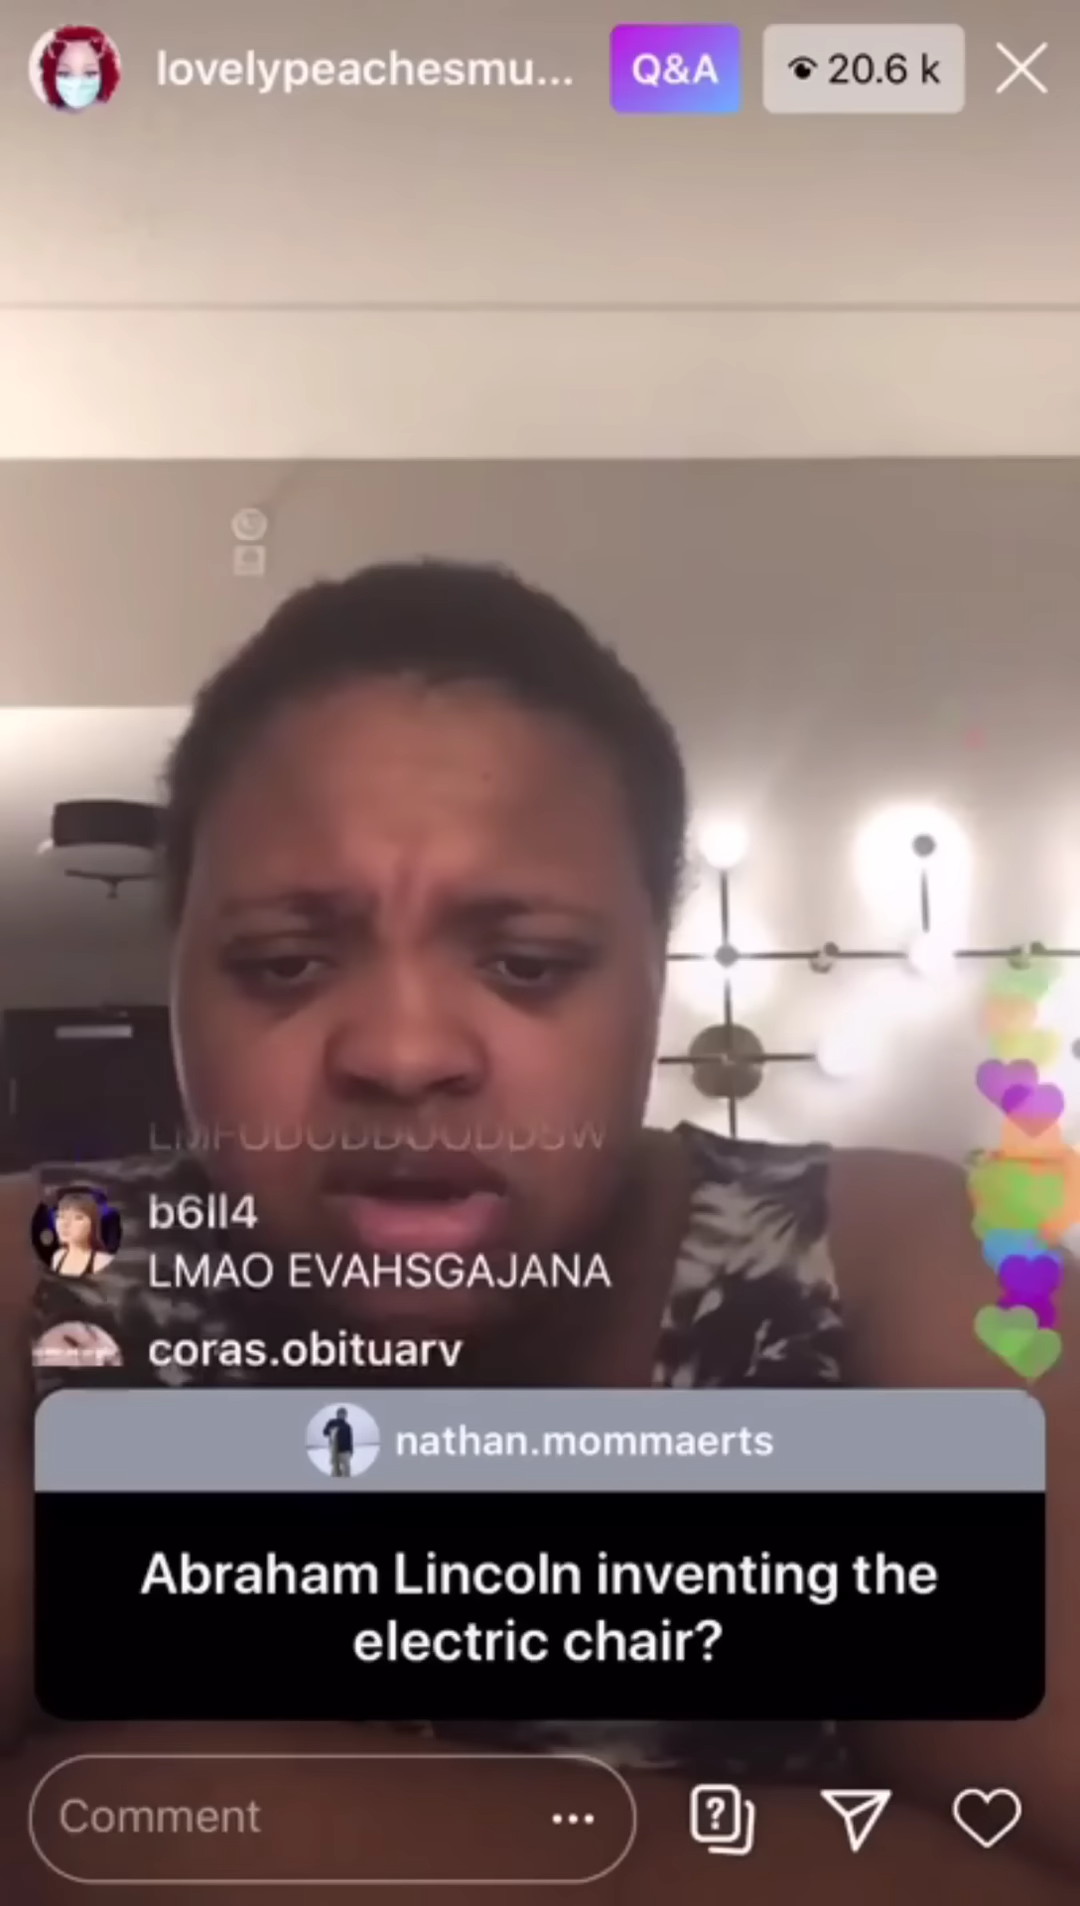 lovelypeachesmu...
Q&A
20.6 k
b6ll4
LMAO EVAHSGAJANA
coras.obituarv
nathan.mommaerts
Abraham Lincoln inventing the
electric chair?
Comment